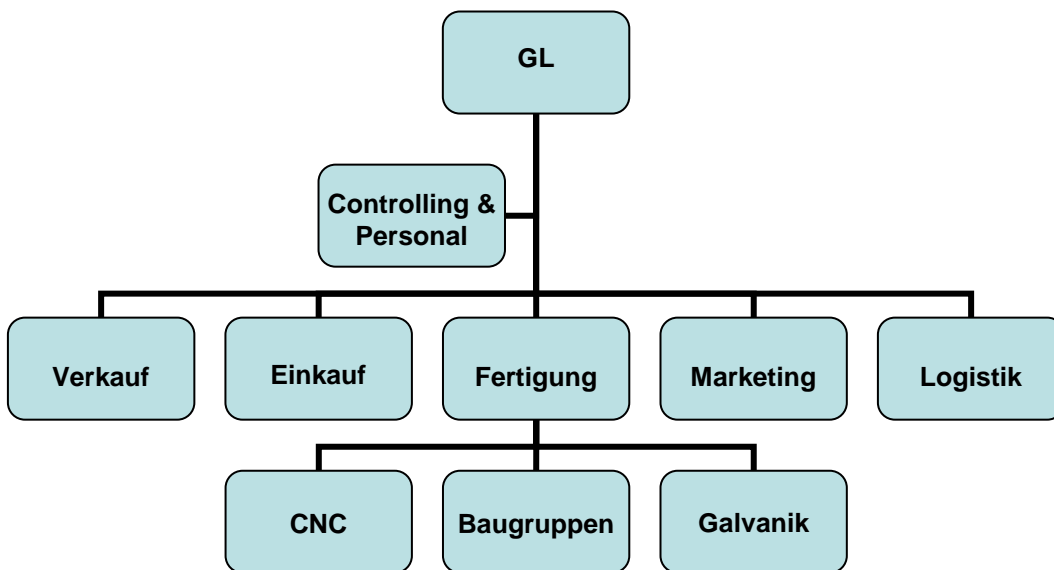 GL
Controlling &
Personal
Verkauf
Einkauf
Fertigung
Marketing
Logistik
CNC
Baugruppen
Galvanik